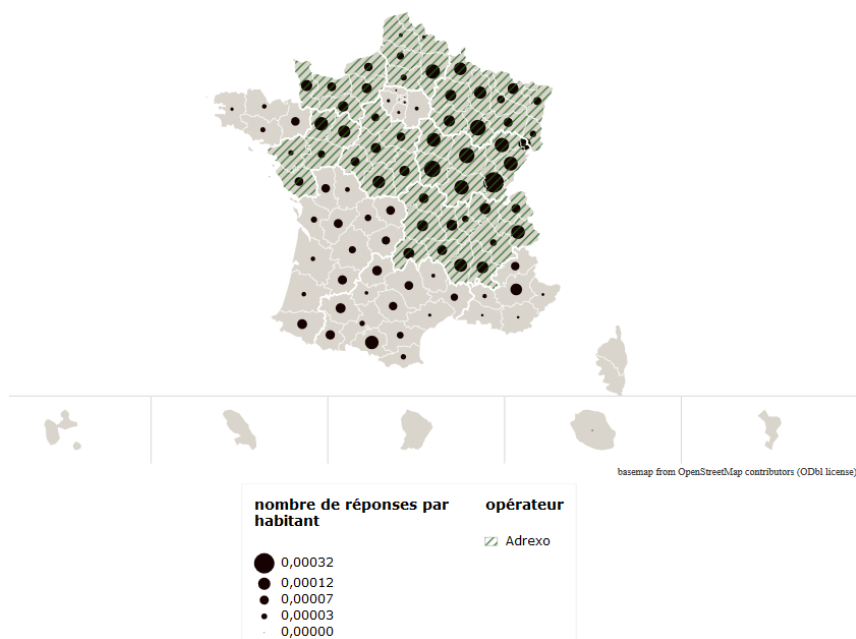 basemap from OpenStreetMap contributors (ODbl license)
nombre de réponses par
habitant
0,00032
0,00012
0,00007
0,00003
0,00000
opérateur
Adrexo